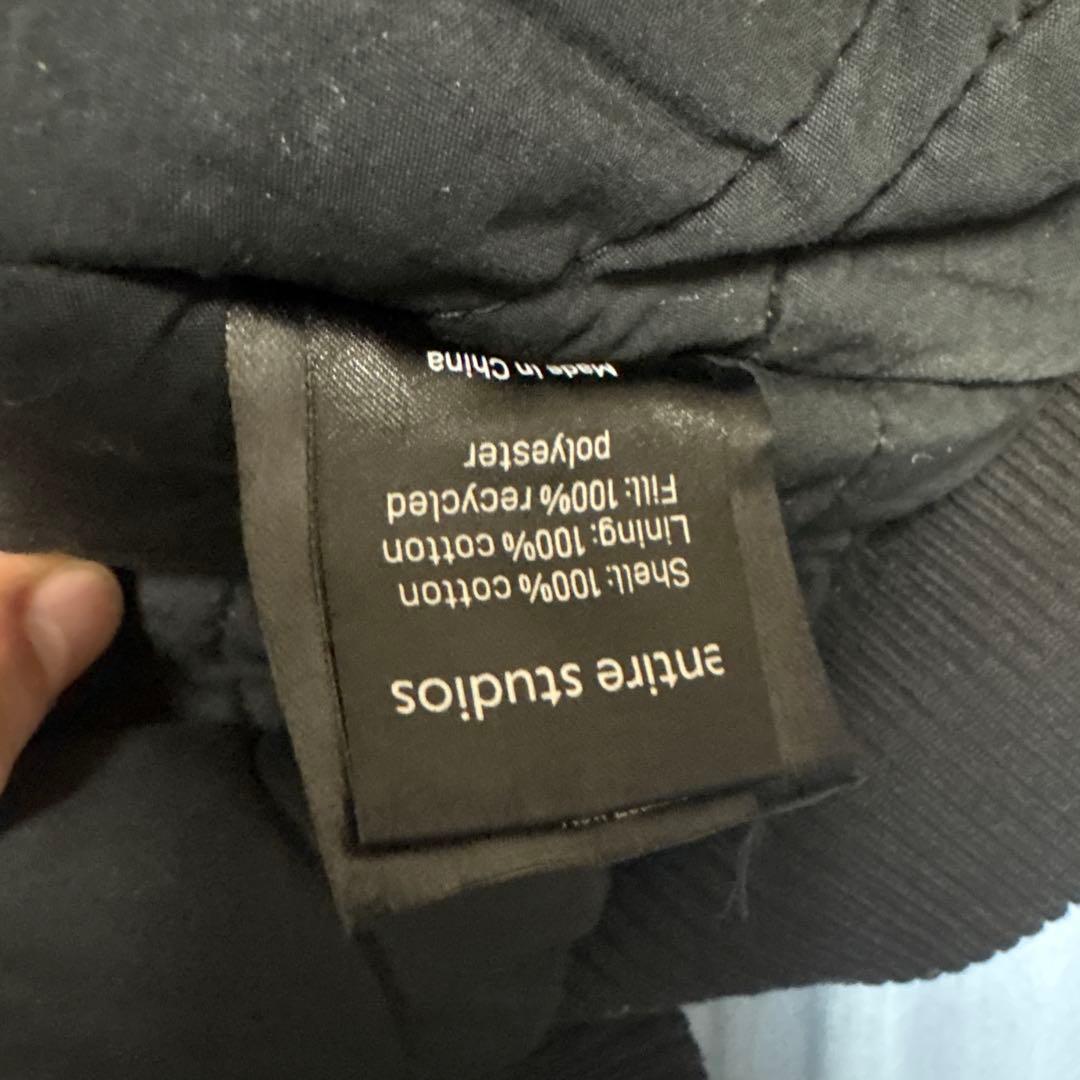 entire studios
Shell: 100% cotton
Lining: 100% cotton
Fill: 100% recycled
polyester
Made in China